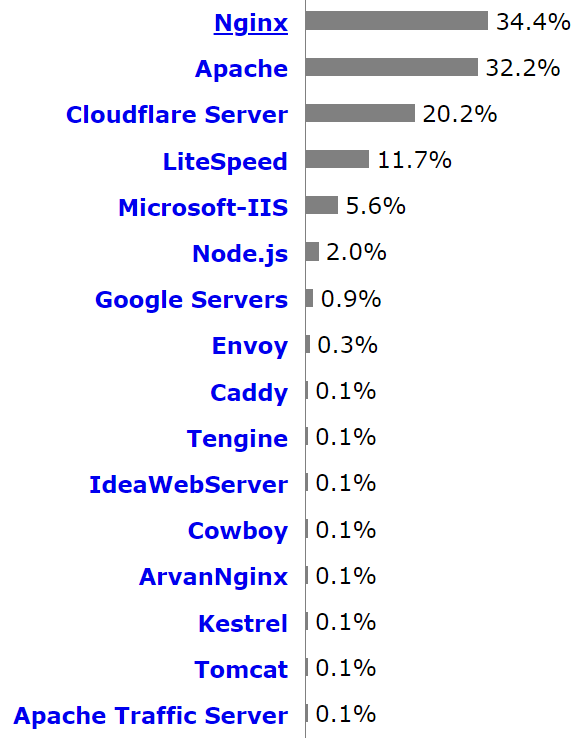 Nginx 34.4%
Apache 32.2%
Cloudflare Server 20.2%
LiteSpeed 11.7%
Microsoft-IIS 5.6%
Node.js 2.0%
Google Servers 0.9%
Envoy 0.3%
Caddy 0.1%
Tengine 0.1%
IdeaWebServer 0.1%
Cowboy 0.1%
ArvanNginx 0.1%
Kestrel 0.1%
Tomcat 0.1%
Apache Traffic Server 0.1%